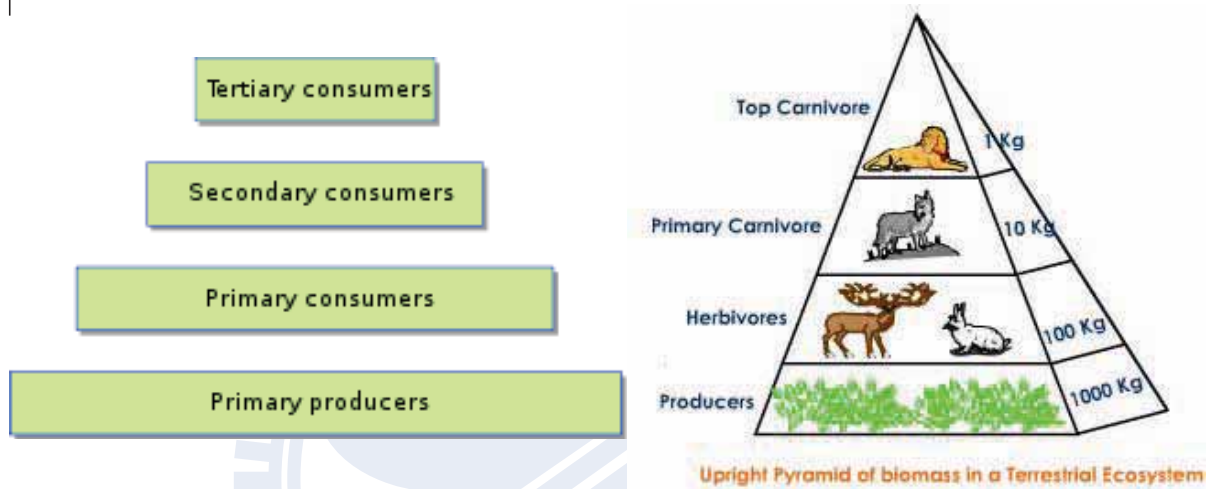 Tertiary consumers
Secondary consumers
Primary consumers
Primary producers
Top Carnivore
1 Kg
Primary Carnivore
10 Kg
Herbivores
100 Kg
Producers
1000 Kg
Upright Pyramid of biomass in a Terrestrial Ecosystem